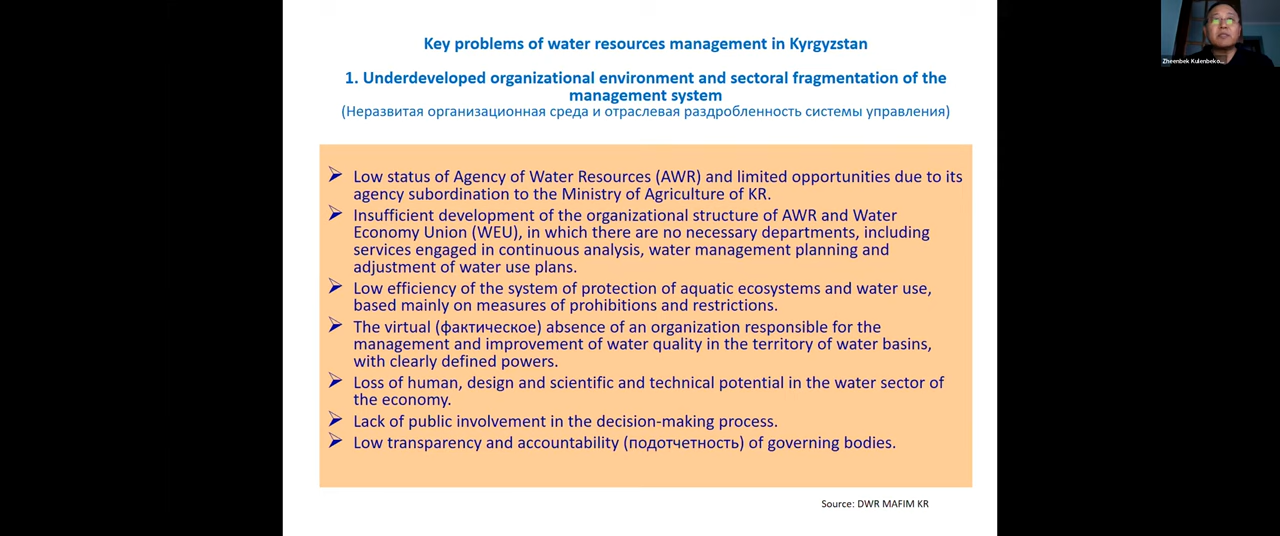 Key problems of water resources management in Kyrgyzstan
1. Underdeveloped organizational environment and sectoral fragmentation of the
management system
(Неразвитая организационная среда и отраслевая раздробленность системы управления)
➢ Low status of Agency of Water Resources (AWR) and limited opportunities due to its
agency subordination to the Ministry of Agriculture of KR.
➢ Insufficient development of the organizational structure of AWR and Water
Economy Union (WEU), in which there are no necessary departments, including
services engaged in continuous analysis, water management planning and
adjustment of water use plans.
➢ Low efficiency of the system of protection of aquatic ecosystems and water use,
based mainly on measures of prohibitions and restrictions.
➢ The virtual (фактическое) absence of an organization responsible for the
management and improvement of water quality in the territory of water basins,
with clearly defined powers.
➢ Loss of human, design and scientific and technical potential in the water sector of
the economy.
➢ Lack of public involvement in the decision-making process.
➢ Low transparency and accountability (подотчетность) of governing bodies.
Source: DWR MAFIM KR
Zheenbek Kulenbeko...